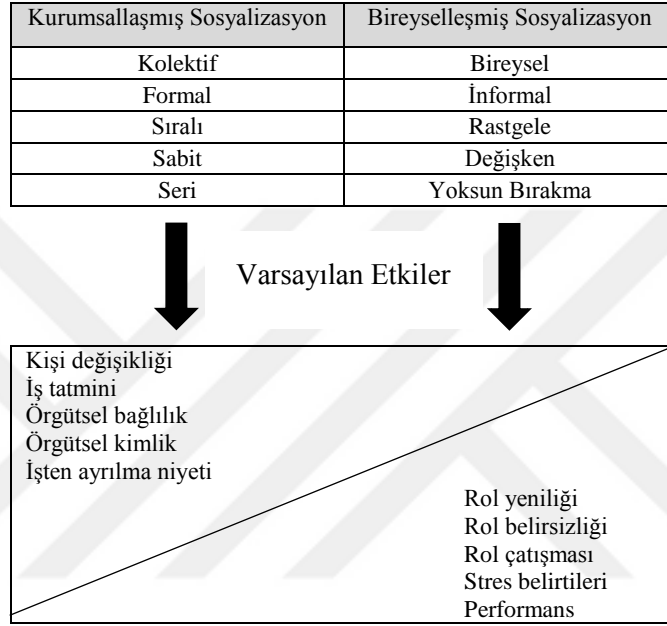 Kurumsallaşmış Sosyalizasyon Bireyselleşmiş Sosyalizasyon
Kolektif Bireysel
Formal İnformal
Sıralı Rastgele
Sabit Değişken
Seri Yoksun Bırakma
Varsayılan Etkiler
Kişi değişikliği
İş tatmini
Örgütsel bağlılık
Örgütsel kimlik
İşten ayrılma niyeti
Rol yeniliği
Rol belirsizliği
Rol çatışması
Stres belirtileri
Performans